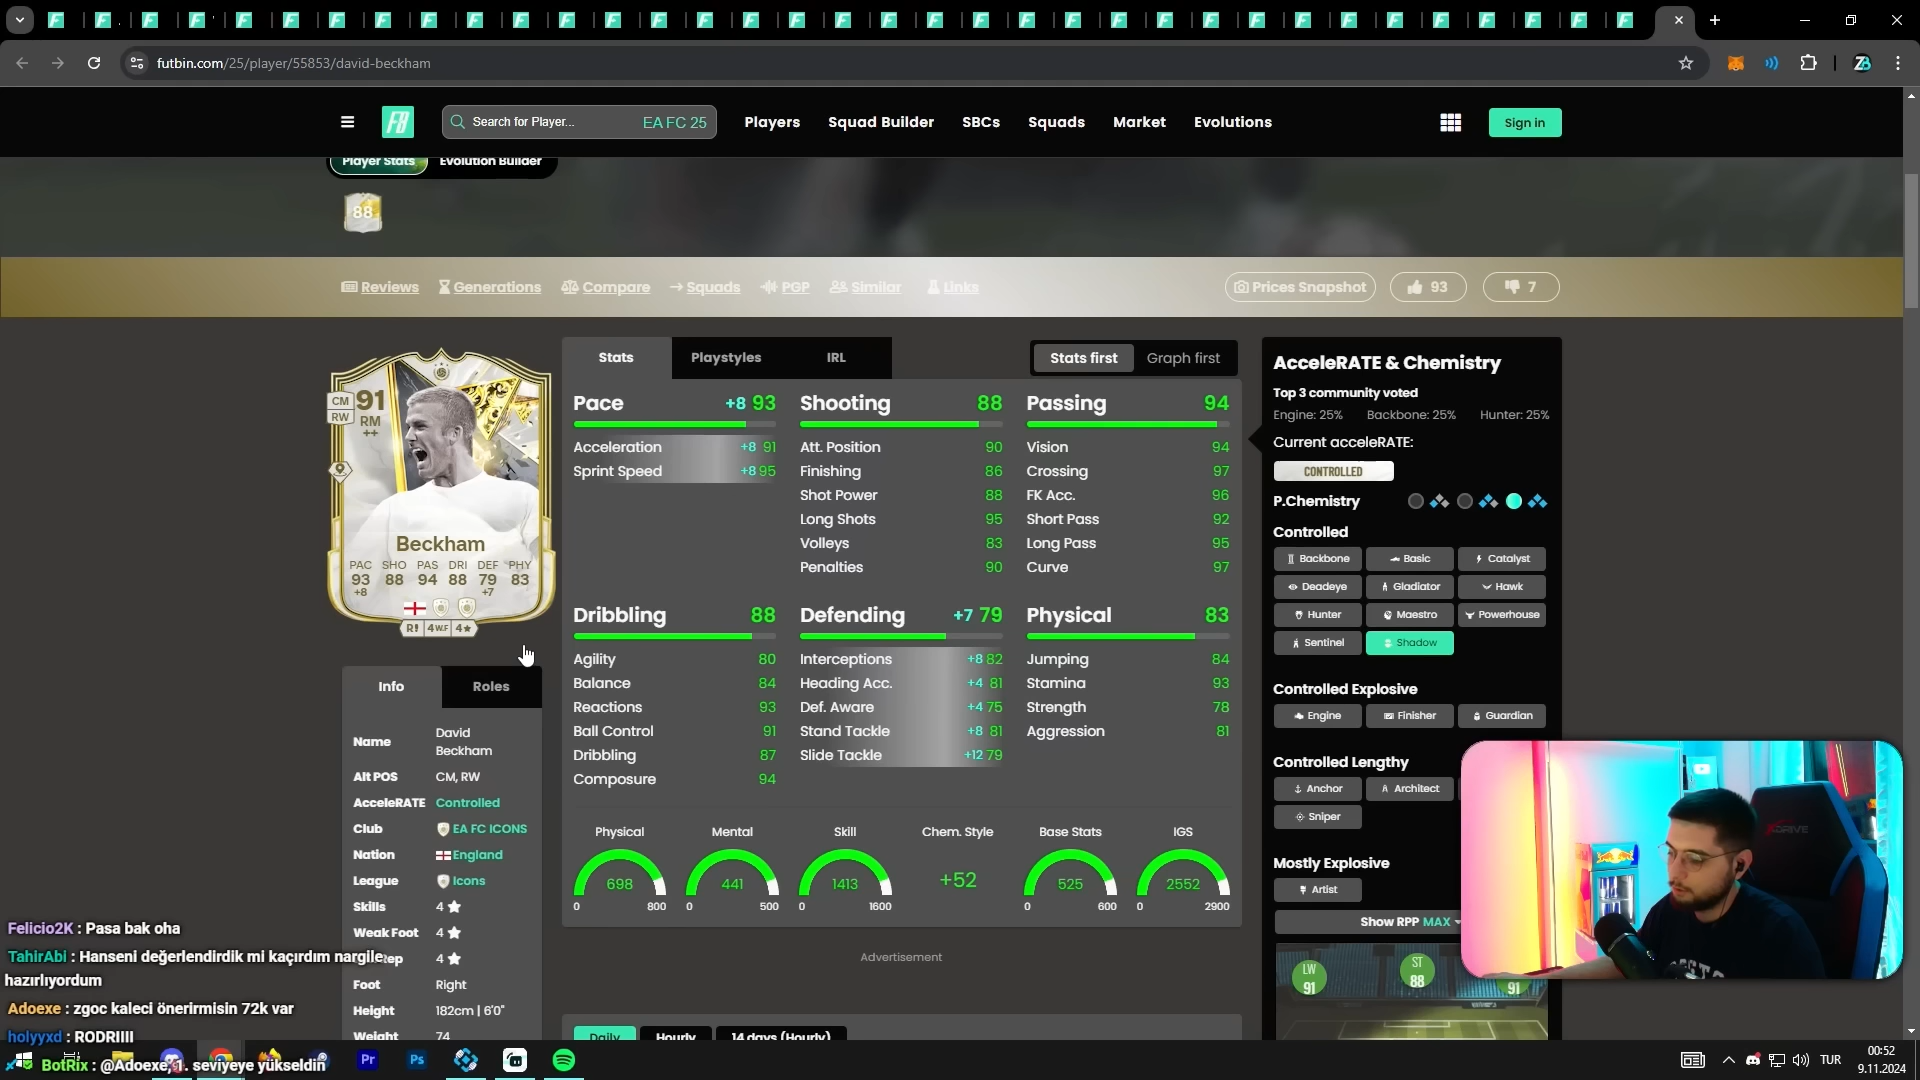 futbin.com/25/player/55853/david-beckham
Search for Player... EA FC 25
Players Squad Builder SBCs Squads Market Evolutions
Sign in
Player Stats Evolution Builder
88
Reviews Generations Compare Squads PGP Similar Links
Prices Snapshot 93 7
CM 91
RW RM
++
Beckham
PAC SHO PAS DRI DEF PHY
93 88 94 88 79 83
+8 +7
R! 4 W.F 4★
Stats Playstyles IRL
Stats first Graph first
Pace +8 93
Acceleration +8 91
Sprint Speed +8 95
Shooting 88
Att. Position 90
Finishing 86
Shot Power 88
Long Shots 95
Volleys 83
Penalties 90
Passing 94
Vision 94
Crossing 97
FK Acc. 96
Short Pass 92
Long Pass 95
Curve 97
Dribbling 88
Agility 80
Balance 84
Reactions 93
Ball Control 91
Dribbling 87
Composure 94
Defending +7 79
Interceptions +8 82
Heading Acc. +4 81
Def. Aware +4 75
Stand Tackle +8 81
Slide Tackle +12 79
Physical 83
Jumping 84
Stamina 93
Strength 78
Aggression 81
Physical Mental Skill Chem. Style Base Stats IGS
698 441 1413 +52 525 2552
0 800 0 500 0 1600 0 600 0 2900
Advertisement
Daily Hourly 14 days (Hourly)
AcceleRATE & Chemistry
Top 3 community voted
Engine: 25% Backbone: 25% Hunter: 25%
Current acceleRATE:
CONTROLLED
P.Chemistry
Controlled
Backbone Basic Catalyst
Deadeye Gladiator Hawk
Hunter Maestro Powerhouse
Sentinel Shadow
Controlled Explosive
Engine Finisher Guardian
Controlled Lengthy
Anchor Architect
Sniper
Mostly Explosive
Artist
Show RPP MAX
LW 91
ST 88
91
Info Roles
Name David
Beckham
Alt POS CM, RW
AcceleRATE Controlled
Club EA FC ICONS
Nation England
League Icons
Skills 4
Weak Foot 4
4
Foot Right
Height 182cm | 6'0"
Weight 74
Felicio2K : Pasa bak oha
TahirAbi : Hanseni değerlendirdik mi kaçırdım nargile
hazırlıyordum
Adoexe : zgoc kaleci önerirmisin 72k var
holyyxd : RODRIIII
BotRix : @Adoexe, 1. seviyeye yükseldin
XDRIVE
Red Bull
Pr Ps
TUR
00:52
9.11.2024